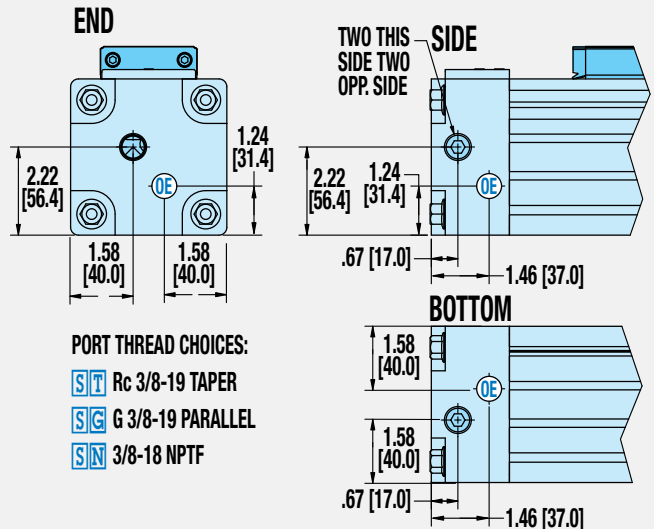 END
1.24
[31.4]
2.22
[56.4]
OE
1.58
[40.0]
1.58
[40.0]
TWO THIS
SIDE TWO
OPP. SIDE
SIDE
2.22
[56.4]
1.24
[31.4]
OE
.67 [17.0]
1.46 [37.0]
PORT THREAD CHOICES:
ST Rc 3/8-19 TAPER
SG G 3/8-19 PARALLEL
SN 3/8-18 NPTF
BOTTOM
1.58
[40.0]
OE
1.58
[40.0]
.67 [17.0]
1.46 [37.0]